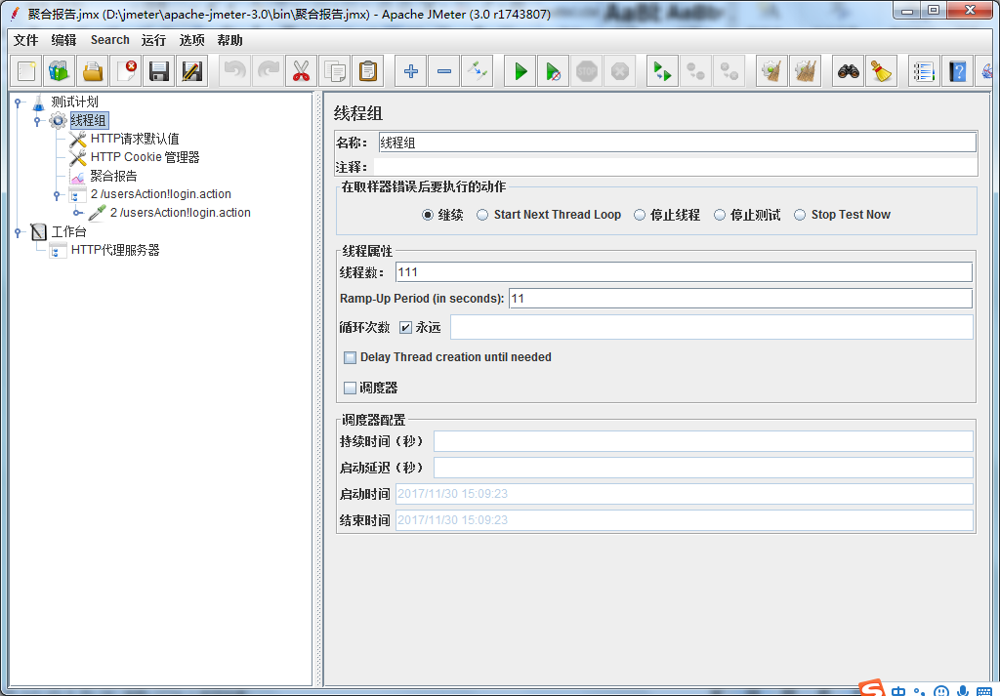 聚合报告.jmx (D:\jmeter\apache-jmeter-3.0\bin\聚合报告.jmx) - Apache JMeter (3.0 r1743807)
文件 编辑 Search 运行 选项 帮助
STOP
测试计划
线程组
HTTP请求默认值
HTTP Cookie 管理器
聚合报告
2 /usersAction!login.action
2 /usersAction!login.action
工作台
HTTP代理服务器
线程组
名称： 线程组
注释：
在取样器错误后要执行的动作
继续 Start Next Thread Loop 停止线程 停止测试 Stop Test Now
线程属性
线程数： 111
Ramp-Up Period (in seconds): 11
循环次数 永远
Delay Thread creation until needed
调度器
调度器配置
持续时间（秒）
启动延迟（秒）
启动时间 2017/11/30 15:09:23
结束时间 2017/11/30 15:09:23
中